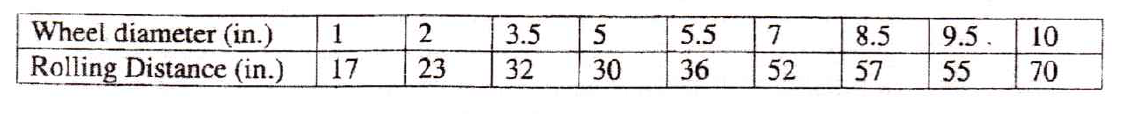 Wheel diameter (in.) 1 2 3.5 5 5.5 7 8.5 9.5 10
Rolling Distance (in.) 17 23 32 30 36 52 57 55 70